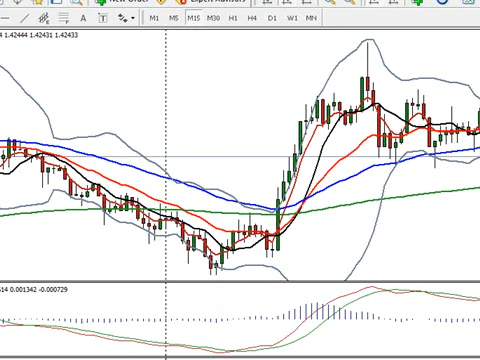 New Order Expert Advisors
A T M1 M5 M15 M30 H1 H4 D1 W1 MN
1.42444 1.42431 1.42433
614 0.001342 -0.000729